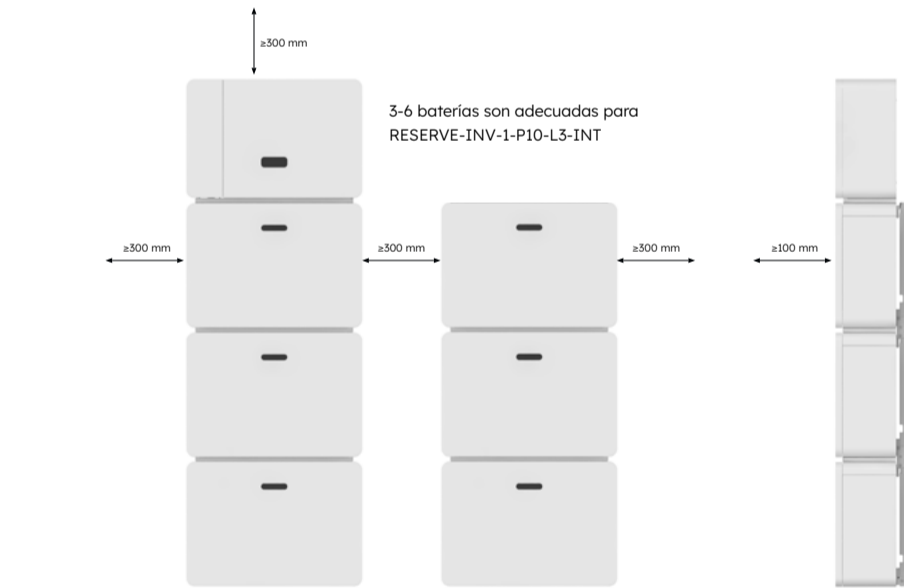 ≥300 mm
3-6 baterías son adecuadas para
RESERVE-INV-1-P10-L3-INT
≥300 mm
≥300 mm
≥300 mm
≥100 mm